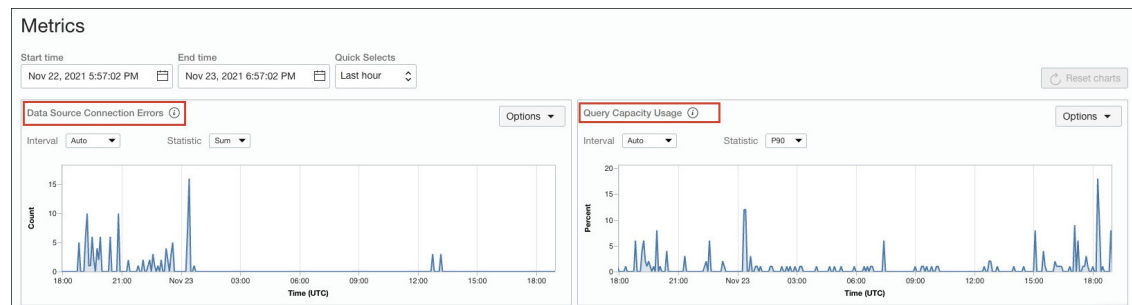 Metrics
Start time End time Quick Selects
Nov 22, 2021 5:57:02 PM Nov 23, 2021 6:57:02 PM Last hour
Reset charts
Data Source Connection Errors
Options
Interval Auto Statistic Sum
Count
15
10
5
0
18:00 21:00 Nov 23 03:00 06:00 09:00 12:00 15:00 18:00
Time (UTC)
Query Capacity Usage
Options
Interval Auto Statistic P90
Percent
20
15
10
5
0
18:00 21:00 Nov 23 03:00 06:00 09:00 12:00 15:00 18:00
Time (UTC)